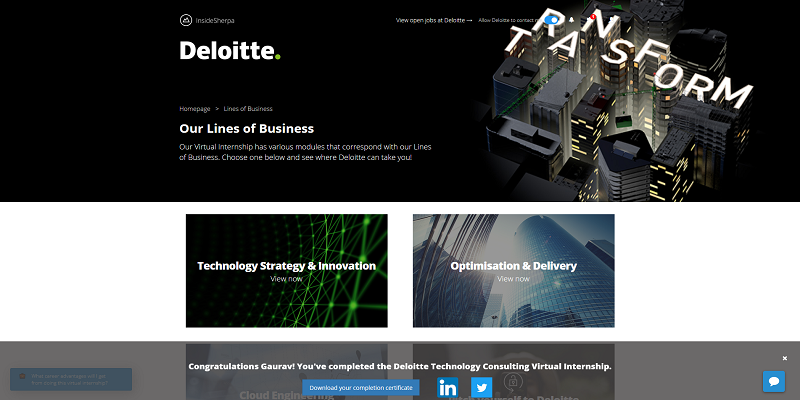 InsideSherpa
View open jobs at Deloitte →
Allow Deloitte to contact
TRANSFORM
Deloitte.
Homepage > Lines of Business
Our Lines of Business
Our Virtual Internship has various modules that correspond with our Lines
of Business. Choose one below and see where Deloitte can take you!
Technology Strategy & Innovation
View now
Optimisation & Delivery
View now
Congratulations Gaurav! You've completed the Deloitte Technology Consulting Virtual Internship.
Download your completion certificate
in
Cloud Engineering
to Deloitte